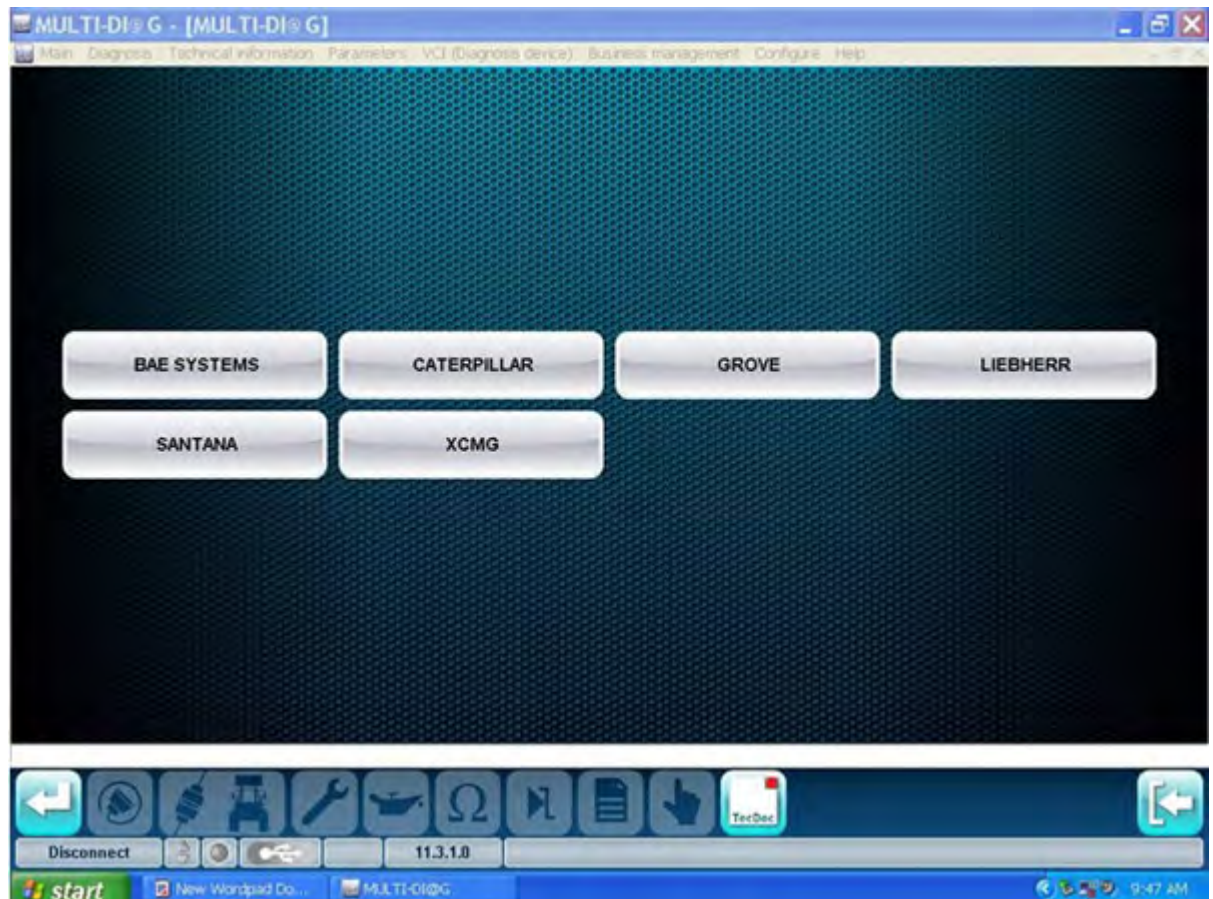 MULTI-DI@G - [MULTI-DI@G]
Main Diagnosis Technical information Parameters VCI (Diagnosis device) Business management Configure Help
BAE SYSTEMS CATERPILLAR GROVE LIEBHERR
SANTANA XCMG
Ω
TecDoc
Disconnect 11.3.1.0
start New Wordpad Do... MULTI-DI@G 9:47 AM